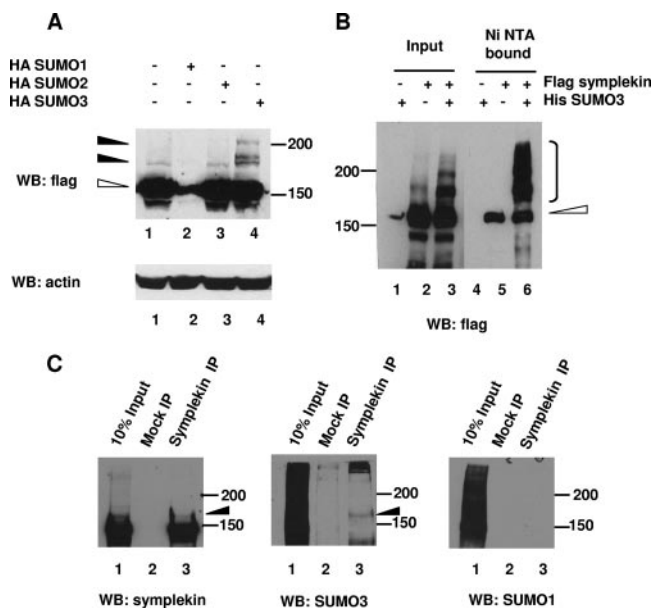 A
HA SUMO1 - + - -
HA SUMO2 - - + -
HA SUMO3 - - - +
200
WB: flag
150
1 2 3 4
WB: actin
1 2 3 4
B
Input Ni NTA bound
- + + - + + Flag symplekin
+ - + + - + His SUMO3
200
150
1 2 3 4 5 6
WB: flag
C
10% Input Mock IP Symplekin IP
200
150
1 2 3
WB: symplekin
10% Input Mock IP Symplekin IP
200
150
1 2 3
WB: SUMO3
10% Input Mock IP Symplekin IP
200
150
1 2 3
WB: SUMO1